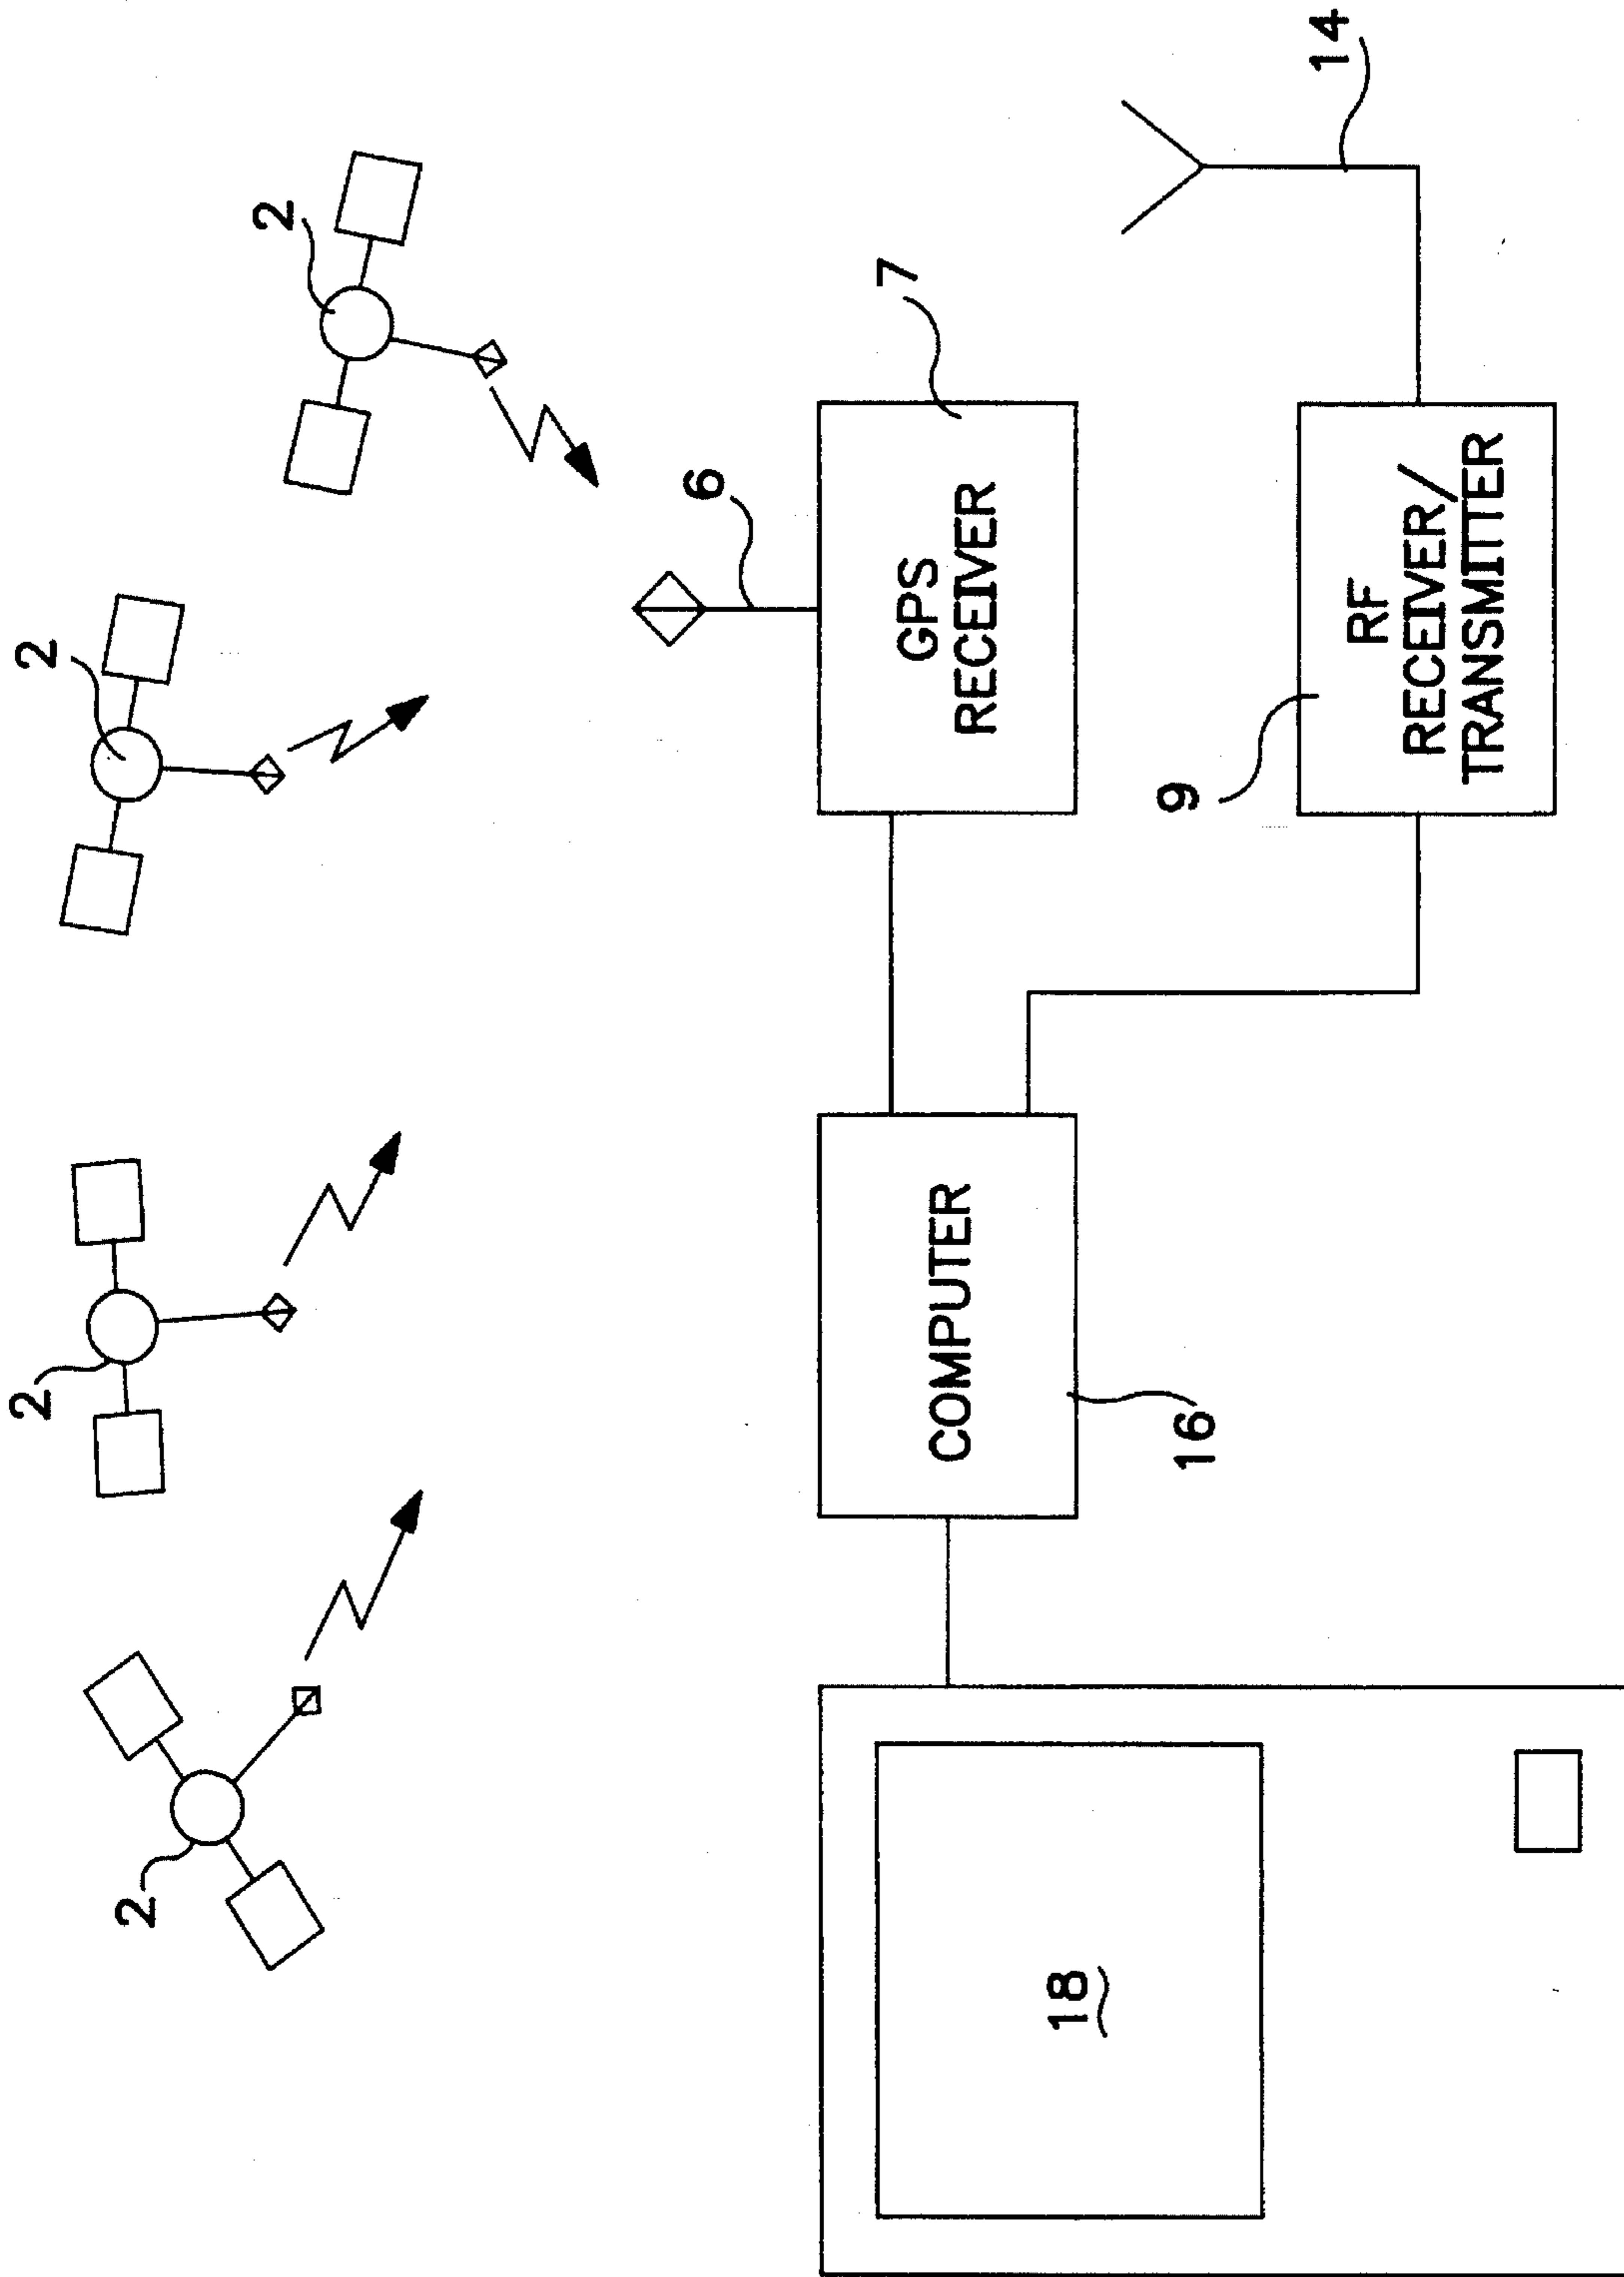 2
2
2
2
6
7
GPS
RECEIVER
COMPUTER
16
14
9
RF
RECEIVER/
TRANSMITTER
18